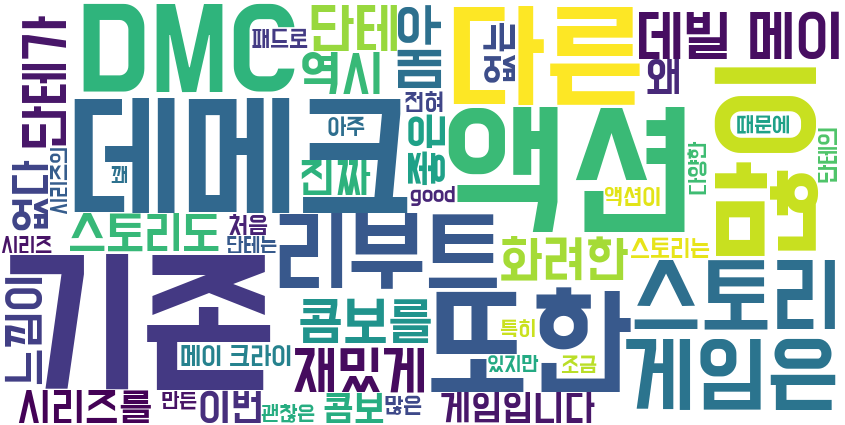 DMC
패드로
단테
아
다른
데빌 메이
단테가
역시
봄
없는
왜
데메크
전혀
액션
이
때문에
아주
좋은
시리즈의
꽤
진짜
good
액션이
다양한
단테의
없다
스토리도
처음
리부트
화려한
스토리는
시리즈
단테는
기존
또한
스토리
느낌이
콤보를
특히
게임은
메이 크라이
재밌게
있지만
조금
시리즈를
만든
이번
괜찮은
콤보
많은
게임입니다